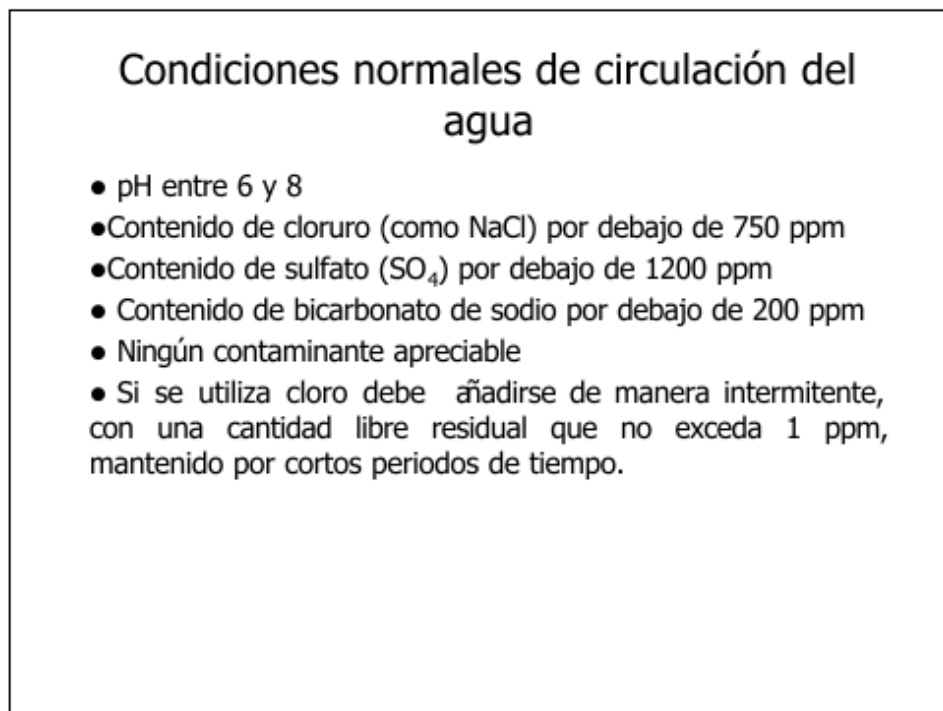 Condiciones normales de circulación del
agua
● pH entre 6 y 8
●Contenido de cloruro (como NaCl) por debajo de 750 ppm
●Contenido de sulfato (SO₄) por debajo de 1200 ppm
● Contenido de bicarbonato de sodio por debajo de 200 ppm
● Ningún contaminante apreciable
● Si se utiliza cloro debe añadirse de manera intermitente,
con una cantidad libre residual que no exceda 1 ppm,
mantenido por cortos periodos de tiempo.